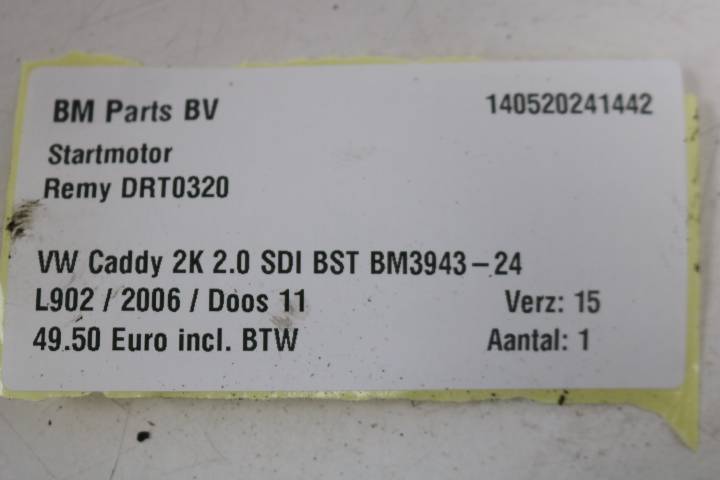 BM Parts BV 140520241442
Startmotor
Remy DRT0320
VW Caddy 2K 2.0 SDI BST BM3943-24
L902 / 2006 / Doos 11 Verz: 15
49.50 Euro incl. BTW Aantal: 1